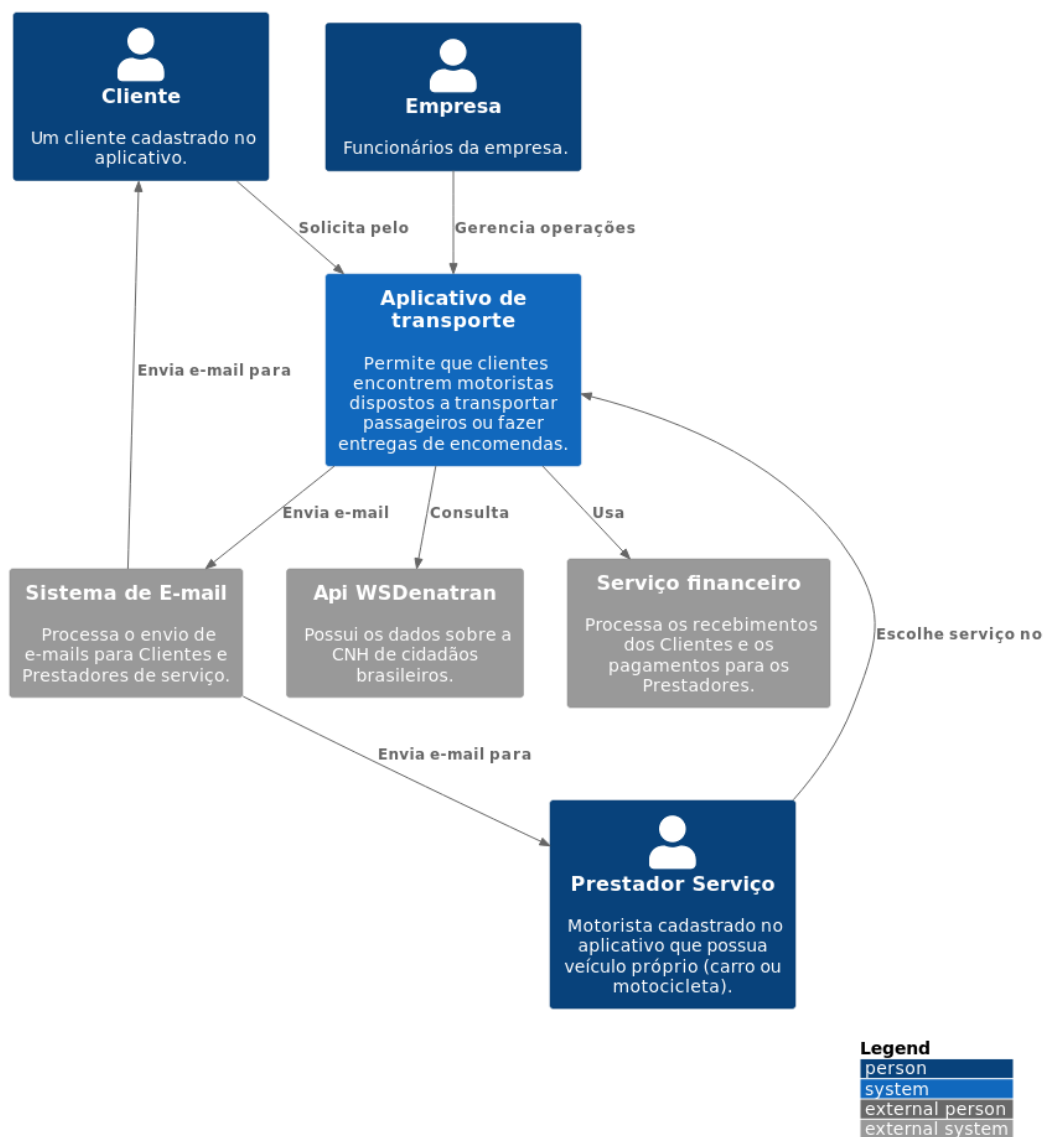 Cliente
Um cliente cadastrado no
aplicativo.
Empresa
Funcionários da empresa.
Solicita pelo
Gerencia operações
Aplicativo de
transporte
Permite que clientes
encontrem motoristas
dispostos a transportar
passageiros ou fazer
entregas de encomendas.
Envia e-mail para
Envia e-mail
Consulta
Usa
Sistema de E-mail
Processa o envio de
e-mails para Clientes e
Prestadores de serviço.
Api WSDenatran
Possui os dados sobre a
CNH de cidadãos
brasileiros.
Serviço financeiro
Processa os recebimentos
dos Clientes e os
pagamentos para os
Prestadores.
Escolhe serviço no
Envia e-mail para
Prestador Serviço
Motorista cadastrado no
aplicativo que possua
veículo próprio (carro ou
motocicleta).
Legend
person
system
external person
external system